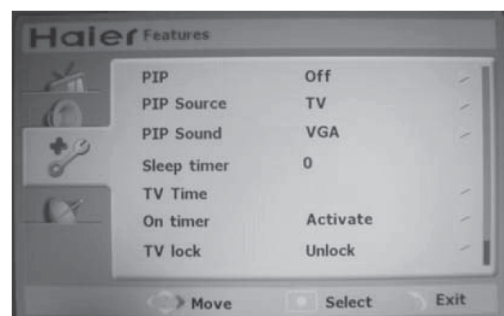 Haier Features
PIP Off
PIP Source TV
PIP Sound VGA
Sleep timer 0
TV Time
On timer Activate
TV lock Unlock
Move Select Exit